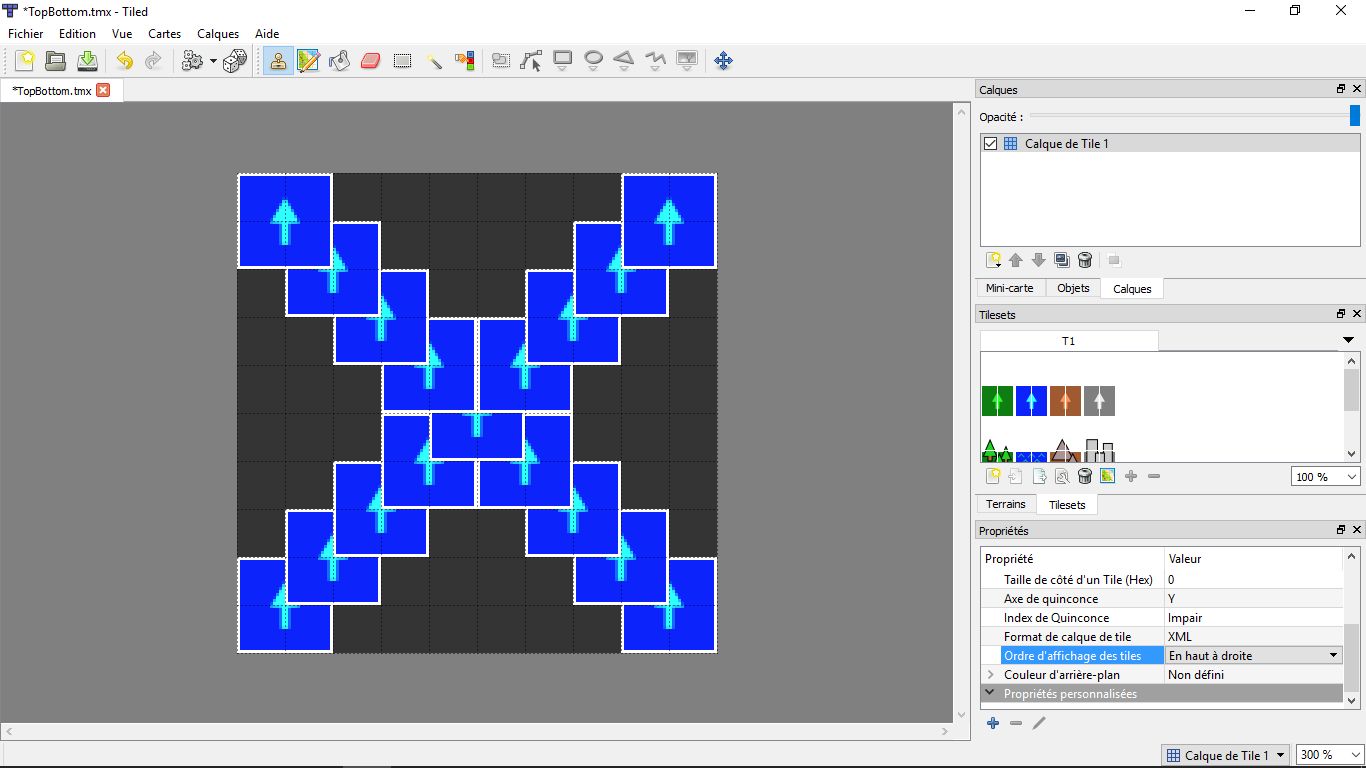 *TopBottom.tmx - Tiled
Fichier Edition Vue Cartes Calques Aide
*TopBottom.tmx
Calques
Opacité :
Calque de Tile 1
Mini-carte Objets Calques
Tilesets
T1
100 %
Terrains Tilesets
Propriétés
Propriété Valeur
Taille de côté d'un Tile (Hex) 0
Axe de quinconce Y
Index de Quinconce Impair
Format de calque de tile XML
Ordre d'affichage des tiles En haut à droite
Couleur d'arrière-plan Non défini
Propriétés personnalisées
Calque de Tile 1 300 %